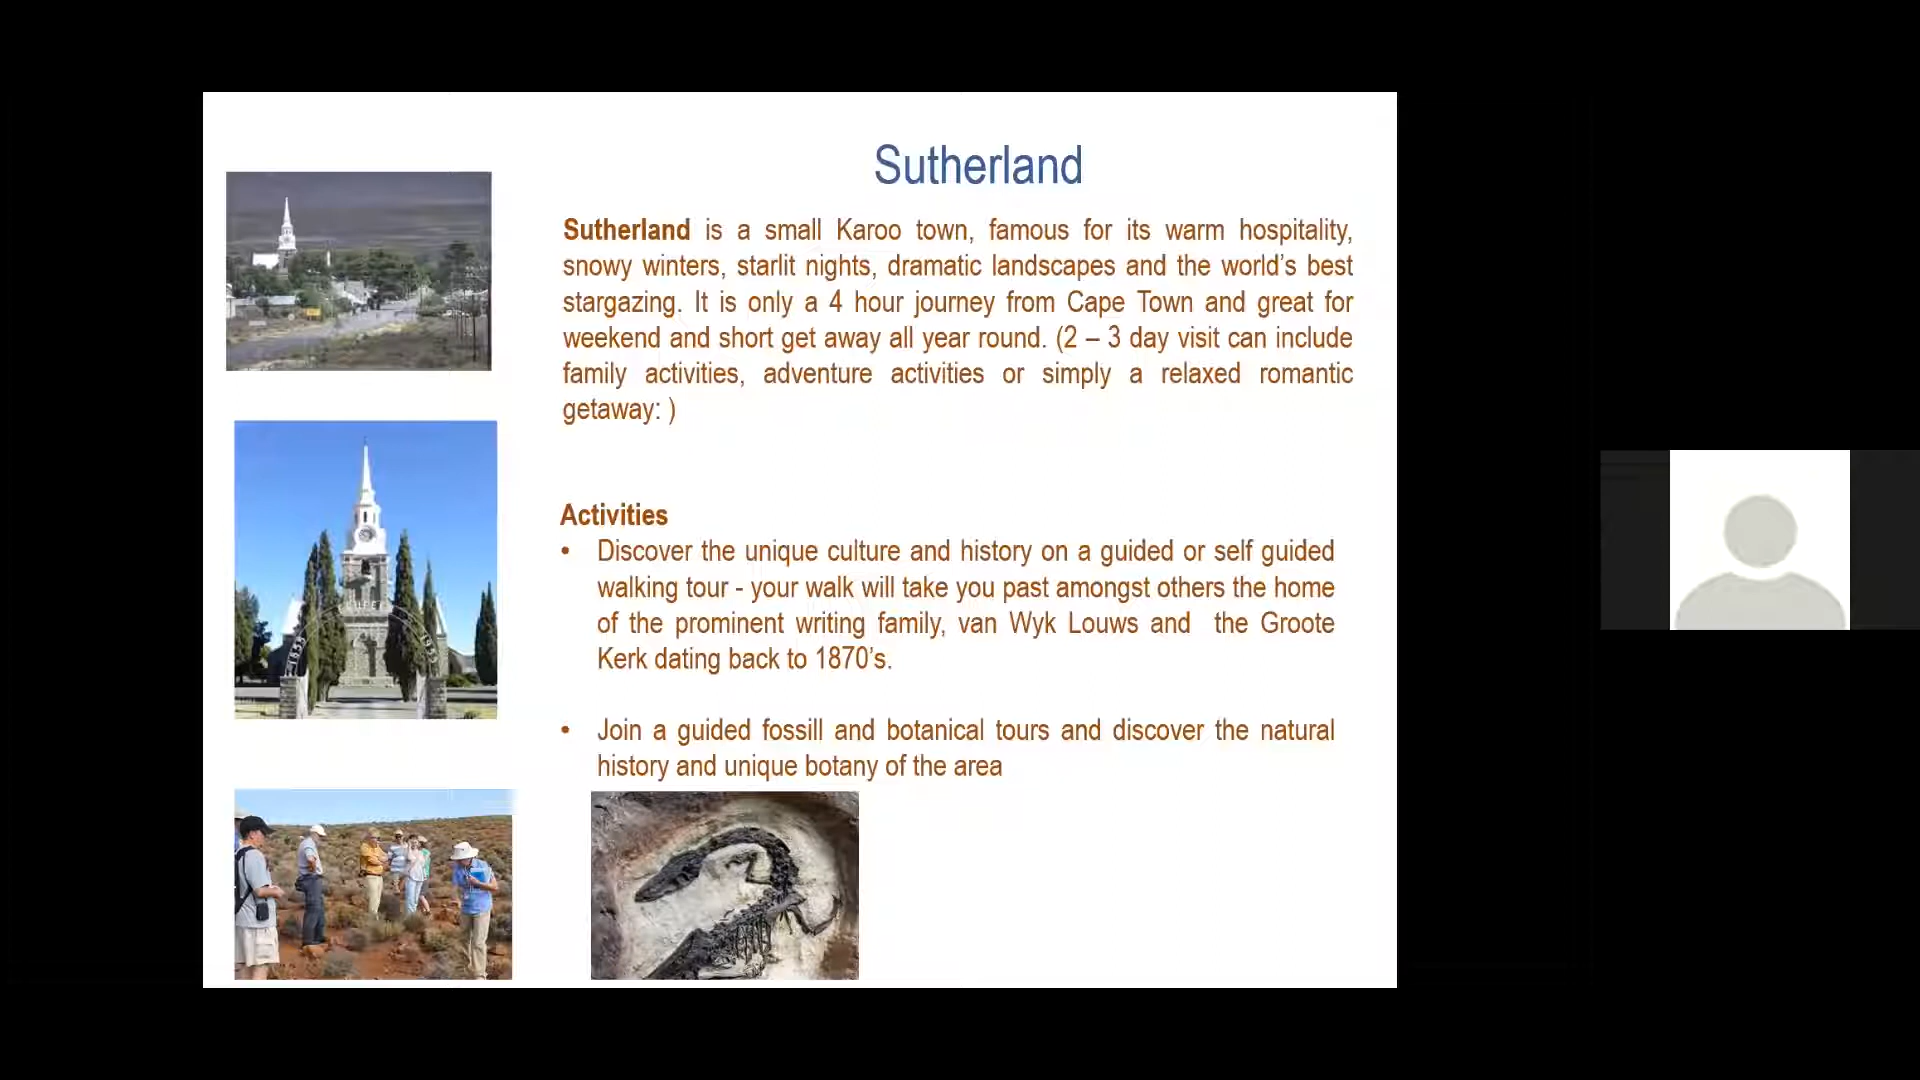 Sutherland
Sutherland is a small Karoo town, famous for its warm hospitality,
snowy winters, starlit nights, dramatic landscapes and the world’s best
stargazing. It is only a 4 hour journey from Cape Town and great for
weekend and short get away all year round. (2 – 3 day visit can include
family activities, adventure activities or simply a relaxed romantic
getaway: )
Activities
• Discover the unique culture and history on a guided or self guided
walking tour - your walk will take you past amongst others the home
of the prominent writing family, van Wyk Louws and the Groote
Kerk dating back to 1870’s.
• Join a guided fossill and botanical tours and discover the natural
history and unique botany of the area